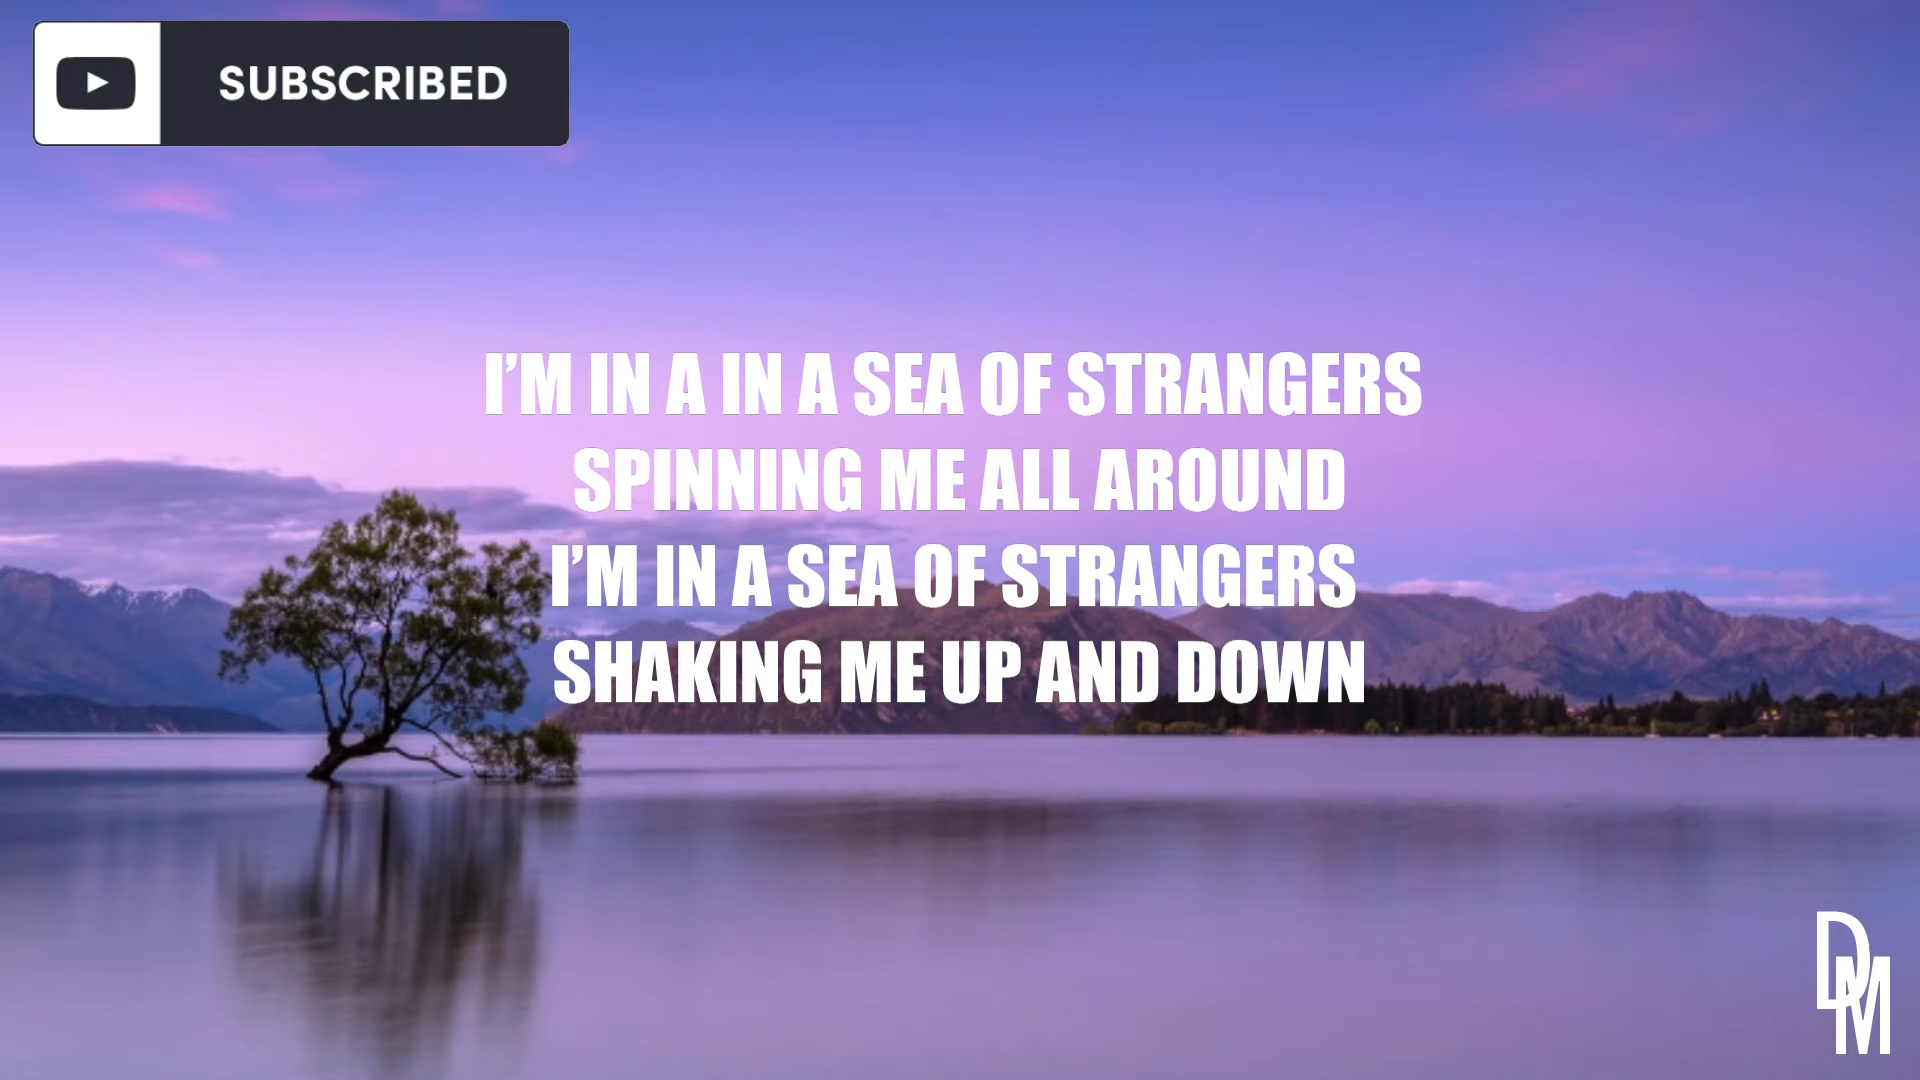 SUBSCRIBED
I'M IN A IN A SEA OF STRANGERS
SPINNING ME ALL AROUND
I'M IN A SEA OF STRANGERS
SHAKING ME UP AND DOWN
DM